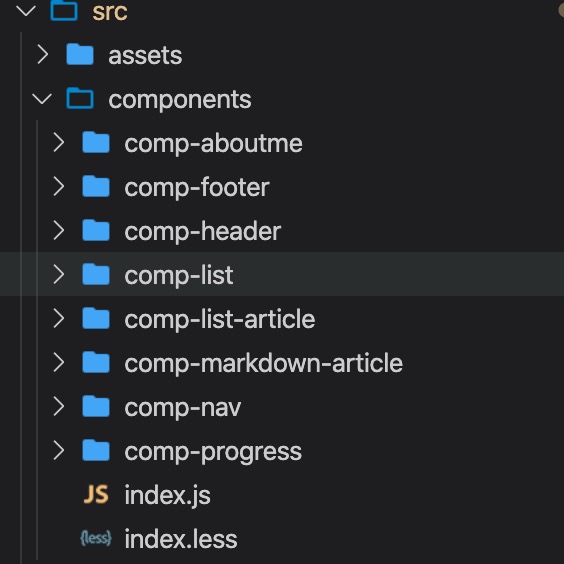 src
assets
components
comp-aboutme
comp-footer
comp-header
comp-list
comp-list-article
comp-markdown-article
comp-nav
comp-progress
JS index.js
{less} index.less